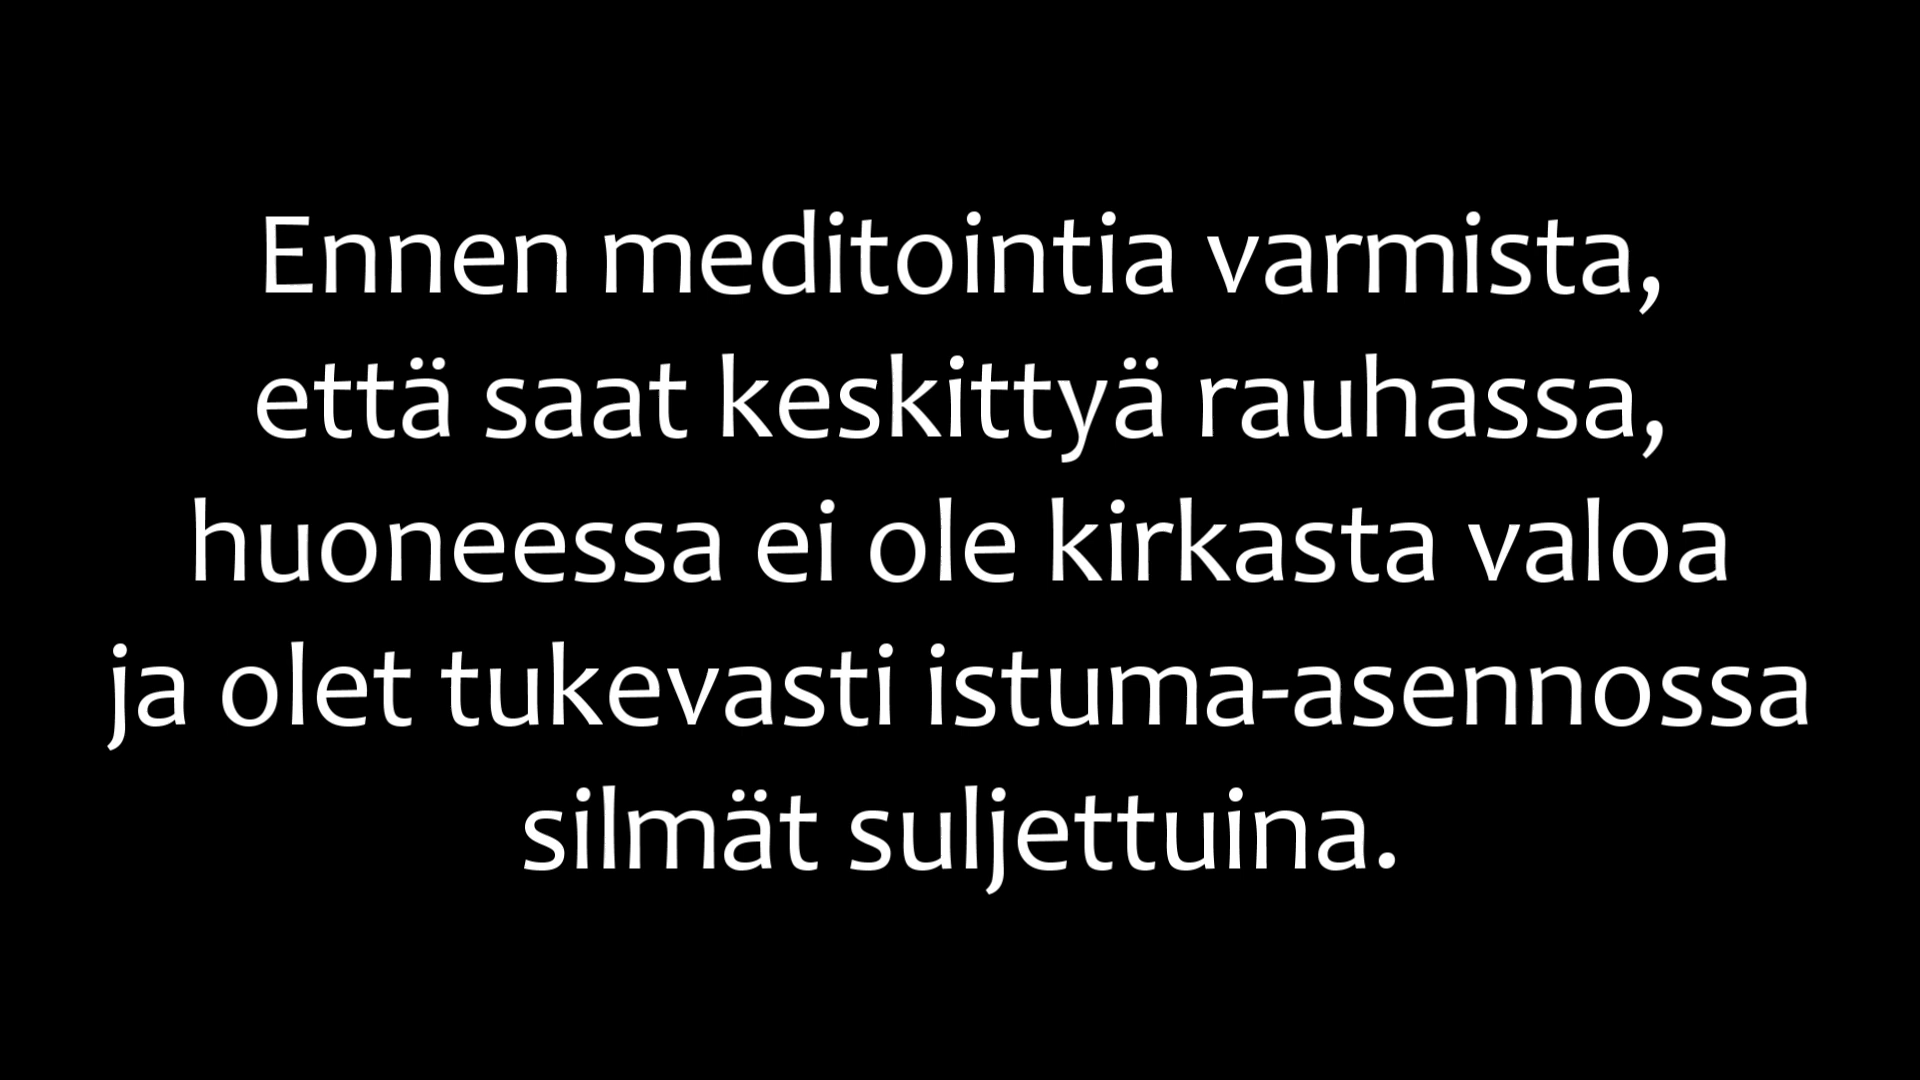 Ennen meditointia varmista,
että saat keskittyä rauhassa,
huoneessa ei ole kirkasta valoa
ja olet tukevasti istuma-asennossa
silmät suljettuina.